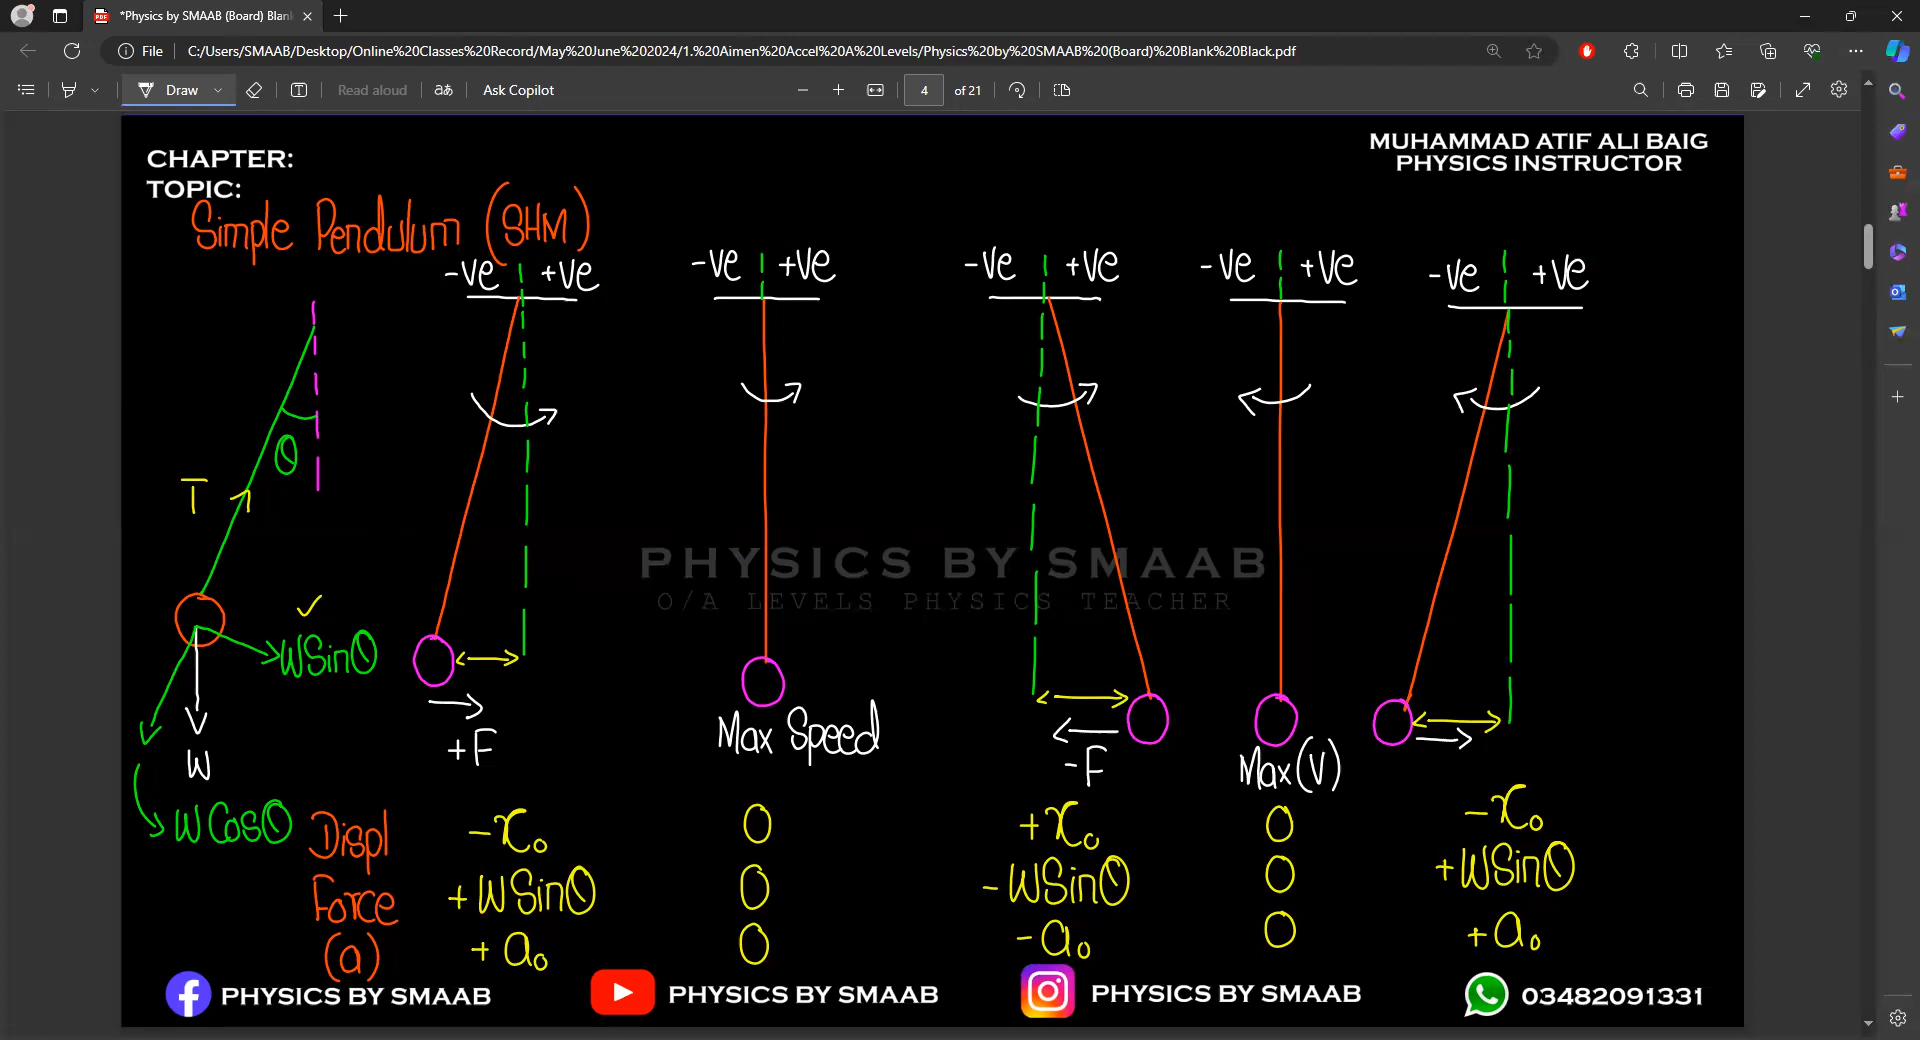 *Physics by SMAAB (Board) Blan
File C:/Users/SMAAB/Desktop/Online%20Classes%20Record/May%20June%202024/1.%20Aimen%20Accel%20A%20Levels/Physics%20by%20SMAAB%20(Board)%20Blank%20Black.pdf
Draw Read aloud aあ Ask Copilot 4 of 21
CHAPTER:
TOPIC:
MUHAMMAD ATIF ALI BAIG
PHYSICS INSTRUCTOR
Simple Pendulum (SHM)
-ve +ve -ve +ve -ve +ve -ve +ve -ve +ve
θ
T
PHYSICS BY SMAAB
O/A LEVELS PHYSICS TEACHER
WSinθ
W
WCosθ
+F Max Speed -F Max(V)
Displ -x₀ 0 +x₀ 0 -x₀
Force +WSinθ 0 -WSinθ 0 +WSinθ
(a) +a₀ 0 -a₀ 0 +a₀
PHYSICS BY SMAAB PHYSICS BY SMAAB PHYSICS BY SMAAB 03482091331